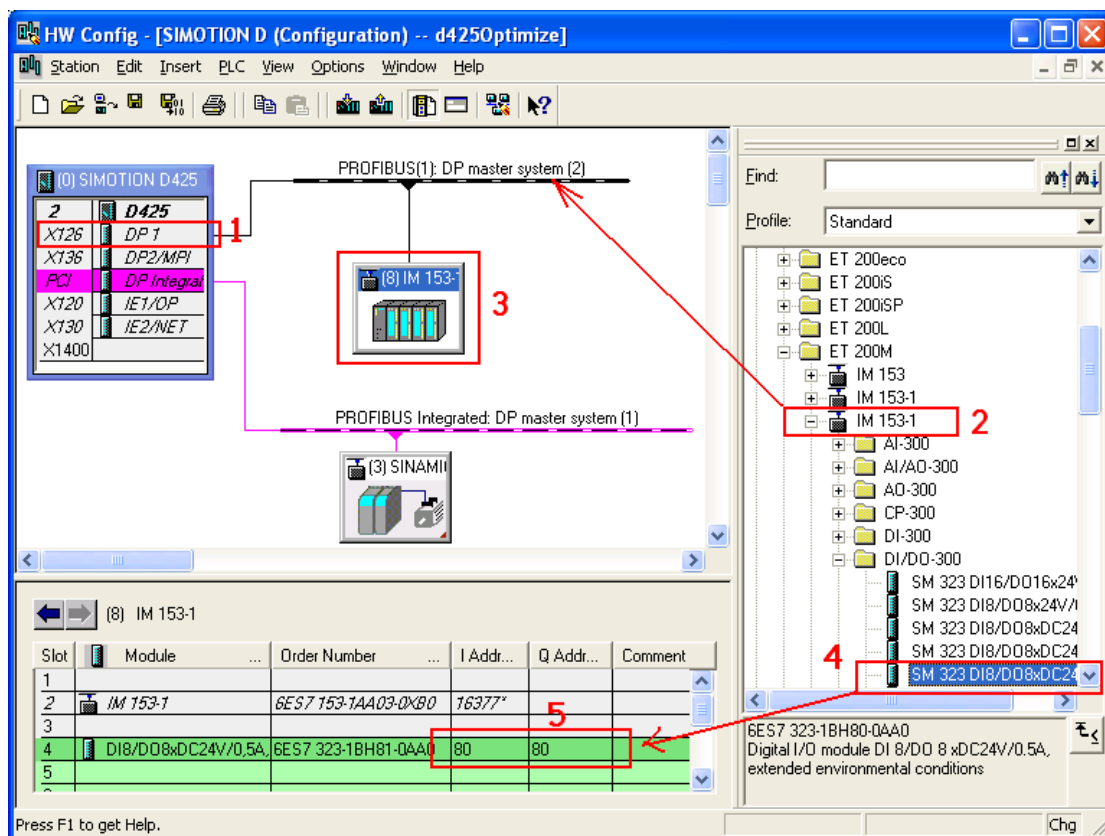 HW Config - [SIMOTION D (Configuration) -- d425Optimize]
Station Edit Insert PLC View Options Window Help
PROFIBUS(1): DP master system (2)
(0) SIMOTION D425
2 D425
X126 DP 1
1
X136 DP2/MPI
PCI DP Integrat
X120 IE1/OP
X130 IE2/NET
X1400
(8) IM 153-1
3
PROFIBUS Integrated: DP master system (1)
(3) SINAMI
Find:
Profile: Standard
ET 200eco
ET 200iS
ET 200iSP
ET 200L
ET 200M
IM 153
IM 153-1
IM 153-1
2
AI-300
AI/AO-300
AO-300
CP-300
DI-300
DI/DO-300
SM 323 DI16/DO16x24V
SM 323 DI8/DO8x24V/
SM 323 DI8/DO8xDC24
SM 323 DI8/DO8xDC24
4
SM 323 DI8/DO8xDC24
(8) IM 153-1
Slot Module ... Order Number ... I Addr... Q Addr... Comment
1
2 IM 153-1 6ES7 153-1AA03-0XB0 16377*
3
5
4 DI8/DO8xDC24V/0,5A, 6ES7 323-1BH81-0AA0 80 80
5
6ES7 323-1BH80-0AA0
Digital I/O module DI 8/DO 8 xDC24V/0.5A,
extended environmental conditions
Press F1 to get Help.
Chg